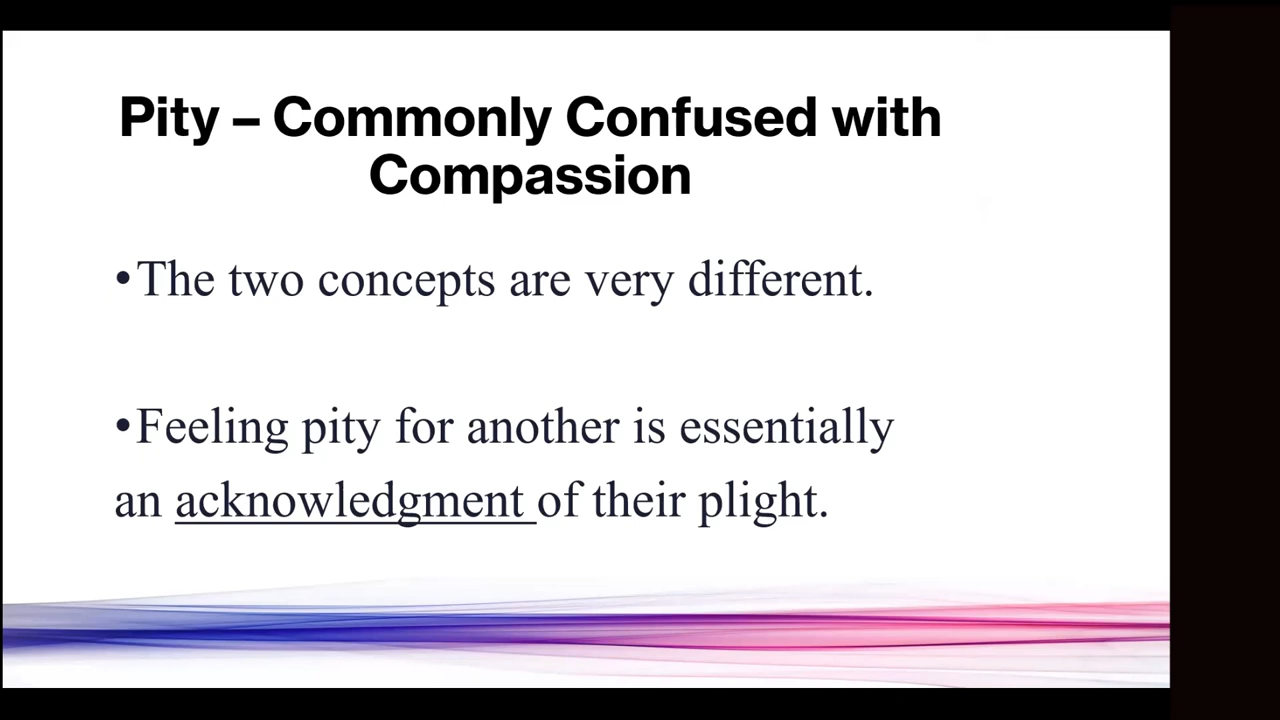 Pity – Commonly Confused with
Compassion
•The two concepts are very different.
•Feeling pity for another is essentially
an acknowledgment of their plight.